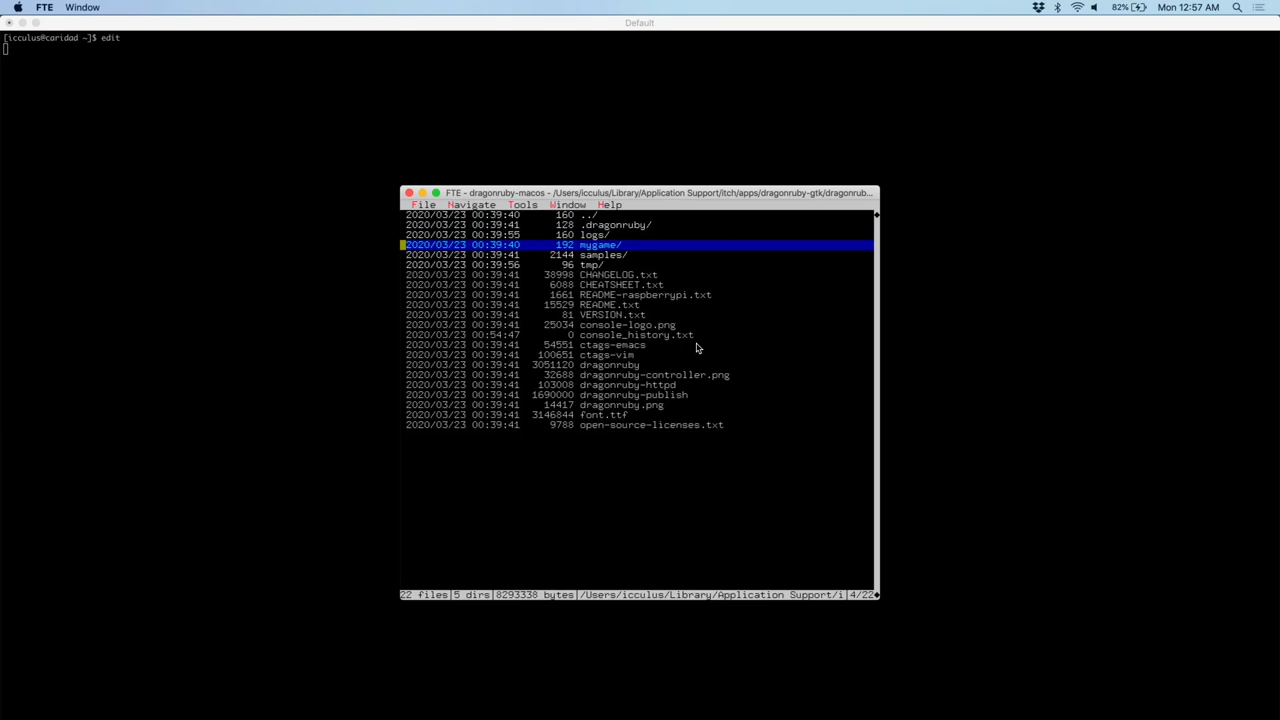 FTE Window 82% Mon 12:57 AM
Default
[icculus@caridad ~]$ edit
FTE - dragonruby-macos - /Users/icculus/Library/Application Support/itch/apps/dragonruby-gtk/dragonrub...
File Navigate Tools Window Help
2020/03/23 00:39:40 160 ../
2020/03/23 00:39:41 128 .dragonruby/
2020/03/23 00:39:55 160 logs/
2020/03/23 00:39:40 192 mygame/
2020/03/23 00:39:41 2144 samples/
2020/03/23 00:39:56 96 tmp/
2020/03/23 00:39:41 38998 CHANGELOG.txt
2020/03/23 00:39:41 6088 CHEATSHEET.txt
2020/03/23 00:39:41 1661 README-raspberrypi.txt
2020/03/23 00:39:41 15529 README.txt
2020/03/23 00:39:41 81 VERSION.txt
2020/03/23 00:39:41 25034 console-logo.png
2020/03/23 00:54:47 0 console_history.txt
2020/03/23 00:39:41 54551 ctags-emacs
2020/03/23 00:39:41 100651 ctags-vim
2020/03/23 00:39:41 3051120 dragonruby
2020/03/23 00:39:41 32688 dragonruby-controller.png
2020/03/23 00:39:41 103008 dragonruby-httpd
2020/03/23 00:39:41 1690000 dragonruby-publish
2020/03/23 00:39:41 14417 dragonruby.png
2020/03/23 00:39:41 3146844 font.ttf
2020/03/23 00:39:41 9788 open-source-licenses.txt
22 files|5 dirs|8293338 bytes|/Users/icculus/Library/Application Support/i|4/22